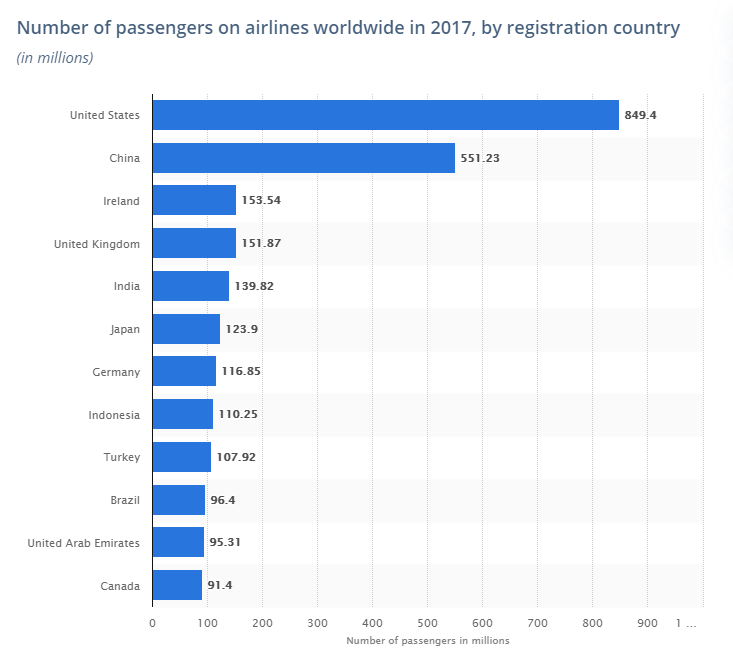 Number of passengers on airlines worldwide in 2017, by registration country
(in millions)
United States 849.4
China 551.23
Ireland 153.54
United Kingdom 151.87
India 139.82
Japan 123.9
Germany 116.85
Indonesia 110.25
Turkey 107.92
Brazil 96.4
United Arab Emirates 95.31
Canada 91.4
0 100 200 300 400 500 600 700 800 900 1 ...
Number of passengers in millions